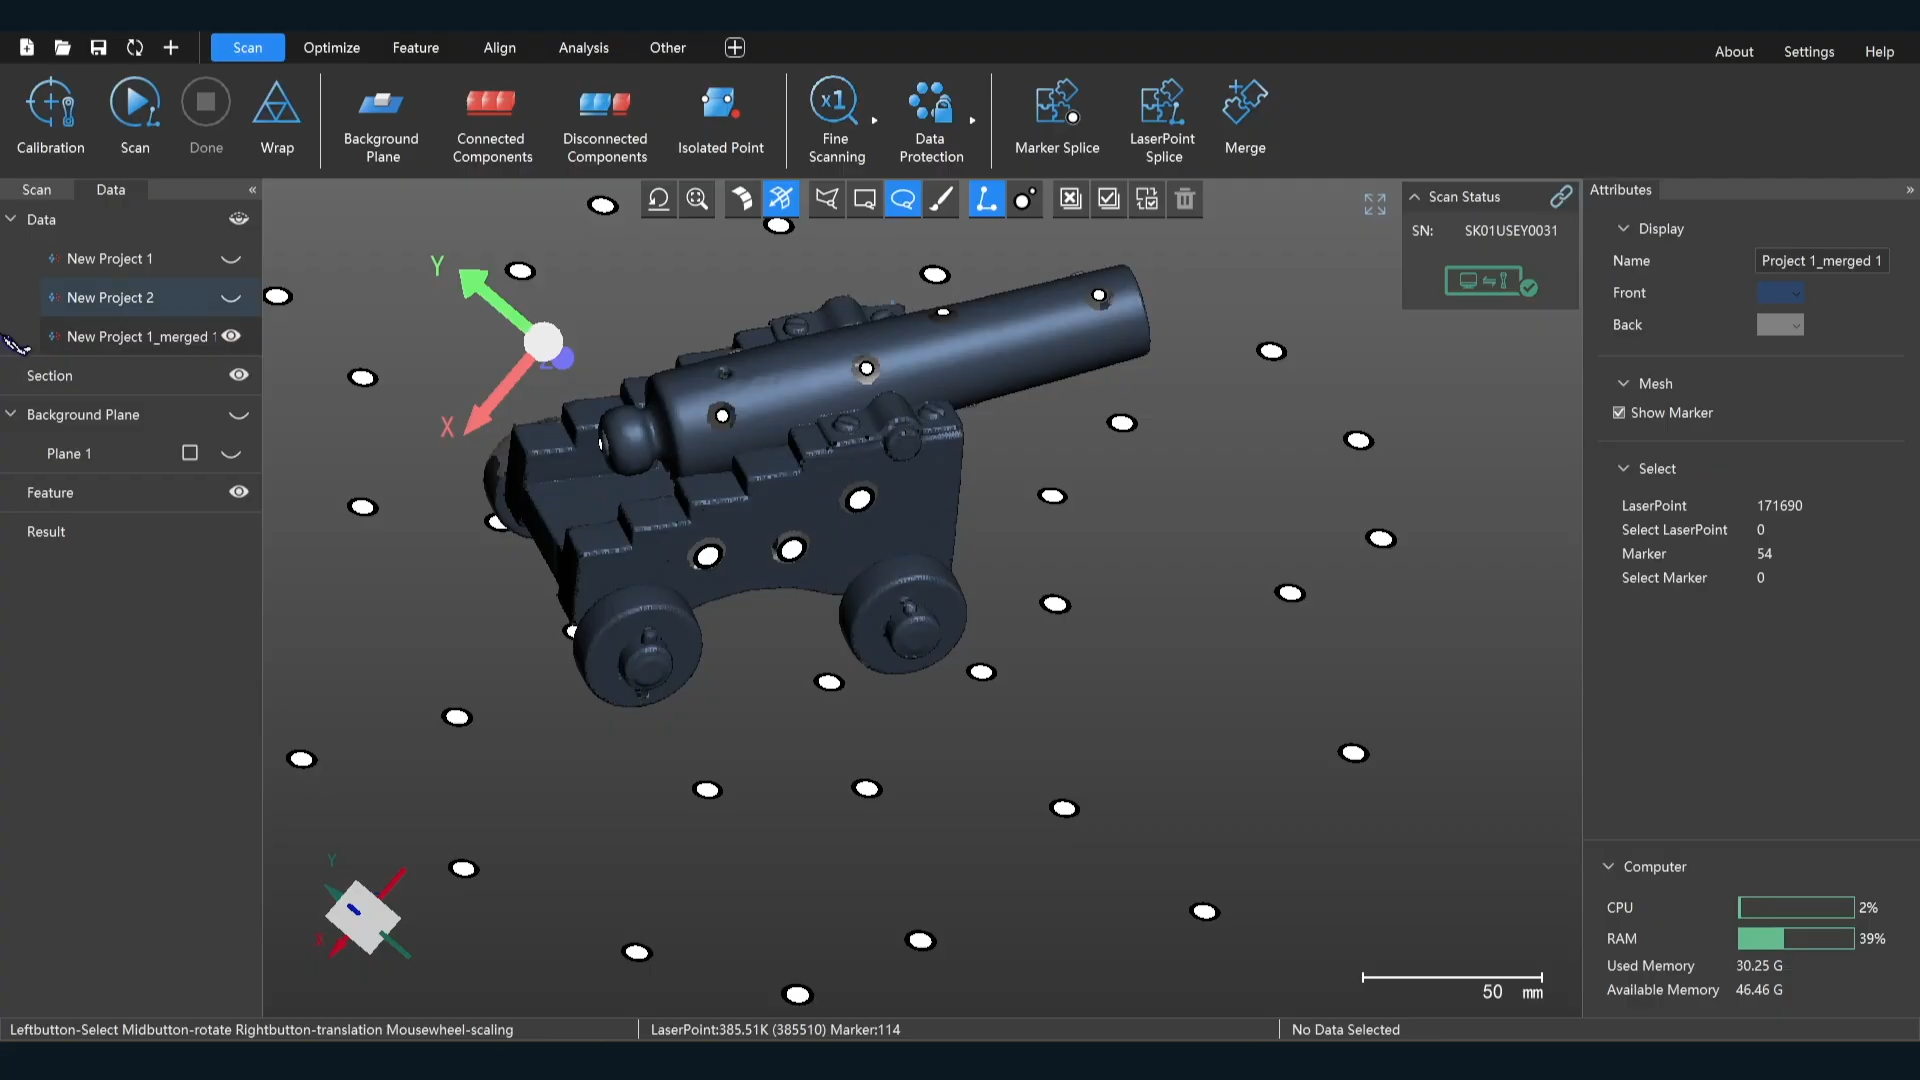 Scan
Optimize
Feature
Align
Analysis
Other
About
Settings
Help
x1
Calibration
Scan
Done
Wrap
Background
Plane
Connected
Components
Disconnected
Components
Isolated Point
Fine
Scanning
Data
Protection
Marker Splice
LaserPoint
Splice
Merge
Scan
Data
«
Data
New Project 1
New Project 2
New Project 1_merged 1
Section
Background Plane
Plane 1
Feature
Result
Y
X
Z
Y
X
Scan Status
SN: SK01USEY0031
Attributes
»
Display
Name Project 1_merged 1
Front
Back
Mesh
Show Marker
Select
LaserPoint 171690
Select LaserPoint 0
Marker 54
Select Marker 0
Computer
CPU 2%
RAM 39%
Used Memory 30.25 G
Available Memory 46.46 G
50 mm
Leftbutton-Select Midbutton-rotate Rightbutton-translation Mousewheel-scaling
LaserPoint:385.51K (385510) Marker:114
No Data Selected